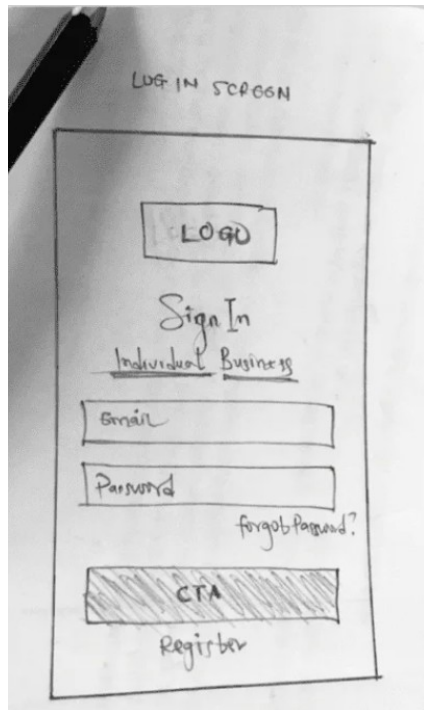 LOG IN SCREEN
LOGO
Sign In
Individual Business
Email
Password
forgot Password?
CTA
Register